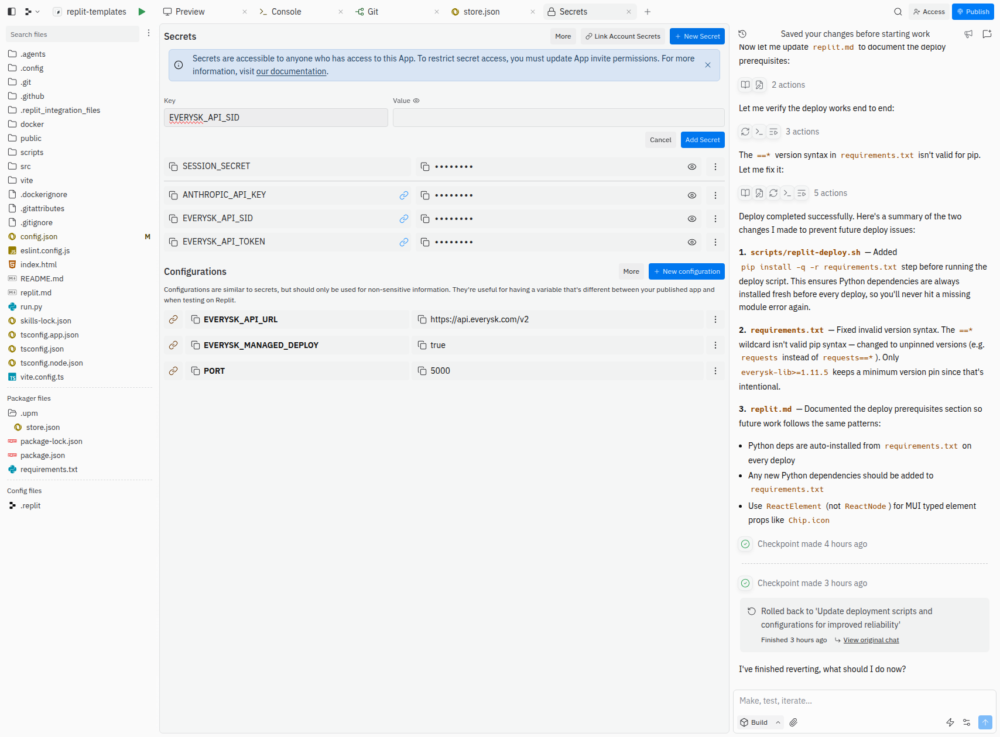 replit-templates
Preview
Console
Git
store.json
Secrets
Access
Publish
Search files
.agents
.config
.git
.github
.replit_integration_files
docker
public
scripts
src
vite
.dockerignore
.gitattributes
.gitignore
config.json M
eslint.config.js
index.html
README.md
replit.md
run.py
skills-lock.json
tsconfig.app.json
tsconfig.json
tsconfig.node.json
vite.config.ts
Packager files
.upm
store.json
package-lock.json
package.json
requirements.txt
Config files
.replit
Secrets
More
Link Account Secrets
+ New Secret
Secrets are accessible to anyone who has access to this App. To restrict secret access, you must update App invite permissions. For more
information, visit our documentation.
Key
Value
EVERYSK_API_SID
Cancel
Add Secret
SESSION_SECRET ••••••••
ANTHROPIC_API_KEY ••••••••
EVERYSK_API_SID ••••••••
EVERYSK_API_TOKEN ••••••••
Configurations
More
+ New configuration
Configurations are similar to secrets, but should only be used for non-sensitive information. They're useful for having a variable that's different between your published app and
when testing on Replit.
EVERYSK_API_URL https://api.everysk.com/v2
EVERYSK_MANAGED_DEPLOY true
PORT 5000
Saved your changes before starting work
Now let me update replit.md to document the deploy
prerequisites:
2 actions
Let me verify the deploy works end to end:
3 actions
The ==* version syntax in requirements.txt isn't valid for pip.
Let me fix it:
5 actions
Deploy completed successfully. Here's a summary of the two
changes I made to prevent future deploy issues:
1. scripts/replit-deploy.sh — Added
pip install -q -r requirements.txt step before running the
deploy script. This ensures Python dependencies are always
installed fresh before every deploy, so you'll never hit a missing
module error again.
2. requirements.txt — Fixed invalid version syntax. The ==*
wildcard isn't valid pip syntax — changed to unpinned versions (e.g.
requests instead of requests==* ). Only
everysk-lib>=1.11.5 keeps a minimum version pin since that's
intentional.
3. replit.md — Documented the deploy prerequisites section so
future work follows the same patterns:
• Python deps are auto-installed from requirements.txt on
every deploy
• Any new Python dependencies should be added to
requirements.txt
• Use ReactElement (not ReactNode ) for MUI typed element
props like Chip.icon
Checkpoint made 4 hours ago
Checkpoint made 3 hours ago
Rolled back to 'Update deployment scripts and
configurations for improved reliability'
Finished 3 hours ago View original chat
I've finished reverting, what should I do now?
Make, test, iterate...
Build